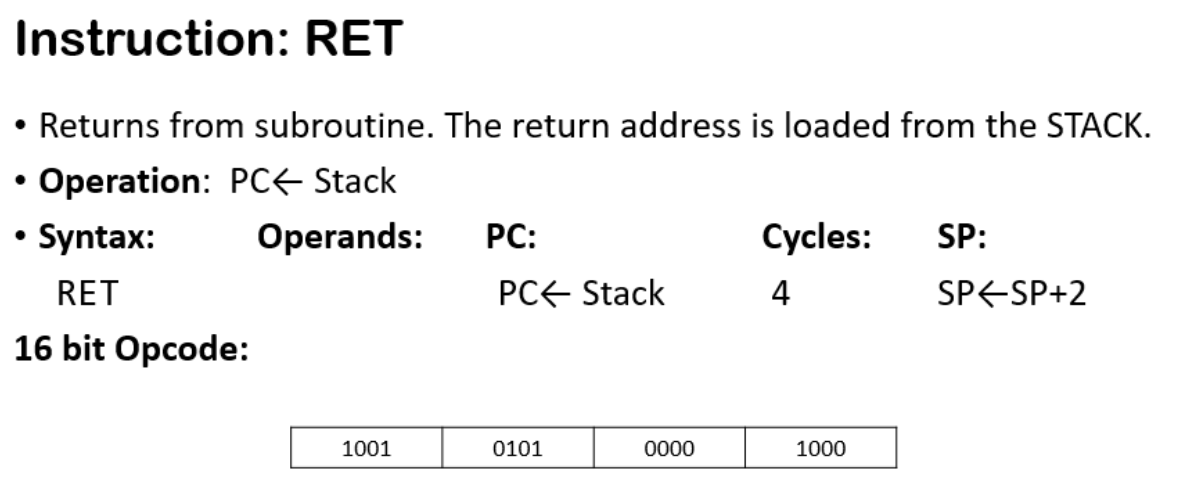 Instruction: RET
• Returns from subroutine. The return address is loaded from the STACK.
• Operation: PC← Stack
• Syntax: Operands: PC: Cycles: SP:
RET PC← Stack 4 SP←SP+2
16 bit Opcode:
1001 0101 0000 1000